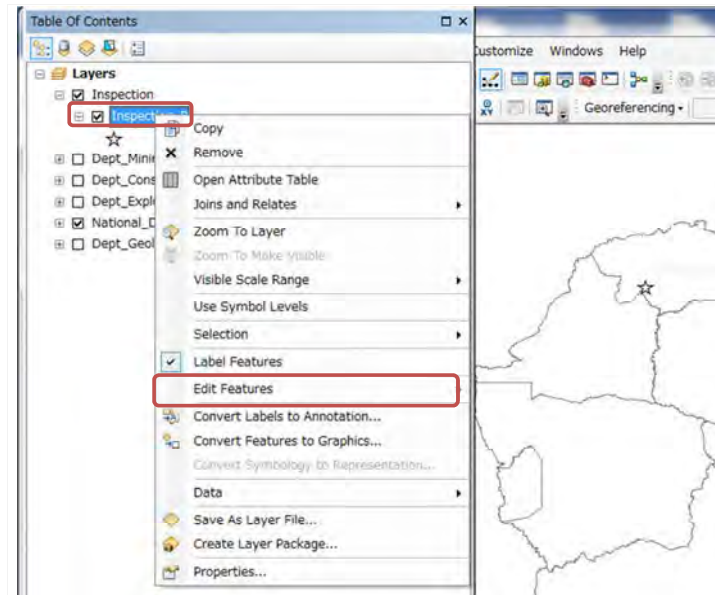 Table Of Contents
Layers
Inspection
Inspection
Dept_Mini
Dept_Cons
Dept_Expl
National_D
Dept_Geol
Copy
Remove
Open Attribute Table
Joins and Relates
Zoom To Layer
Zoom To Make Visible
Visible Scale Range
Use Symbol Levels
Selection
Label Features
Edit Features
Convert Labels to Annotation...
Convert Features to Graphics...
Convert Symbology to Representation...
Data
Save As Layer File...
Create Layer Package...
Properties...
Customize Windows Help
XY
Georeferencing